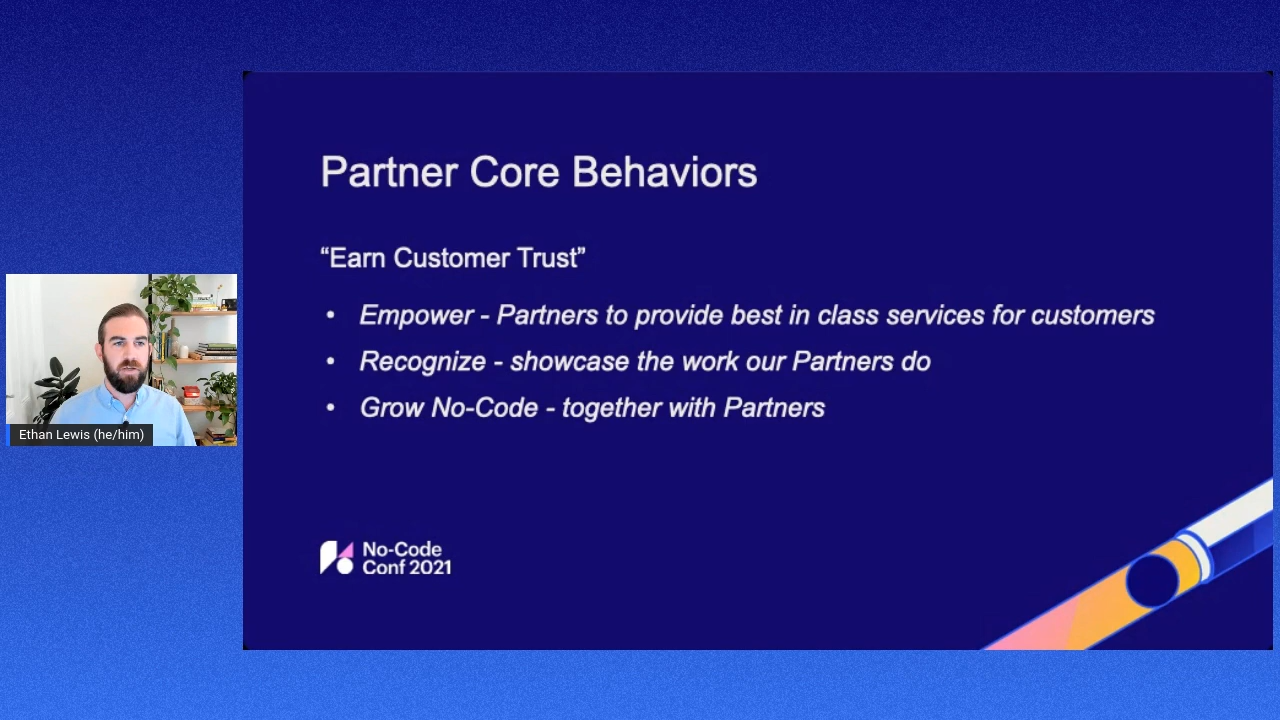 Partner Core Behaviors
“Earn Customer Trust”
• Empower - Partners to provide best in class services for customers
• Recognize - showcase the work our Partners do
• Grow No-Code - together with Partners
Ethan Lewis (he/him)
No-Code
Conf 2021